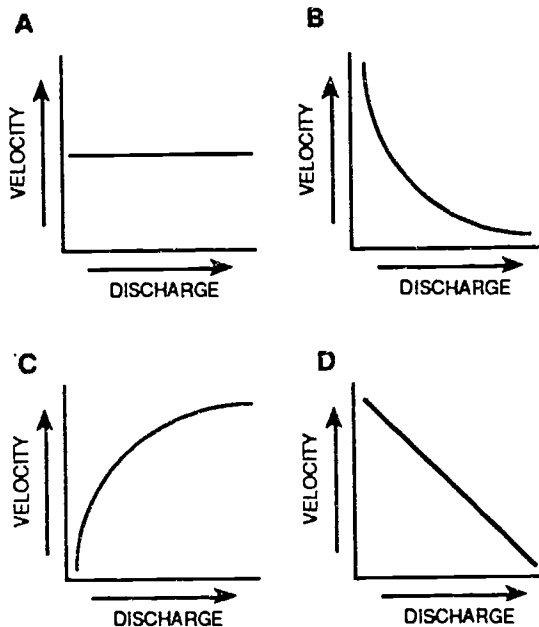 A
VELOCITY
DISCHARGE
B
VELOCITY
DISCHARGE
C
VELOCITY
DISCHARGE
D
VELOCITY
DISCHARGE